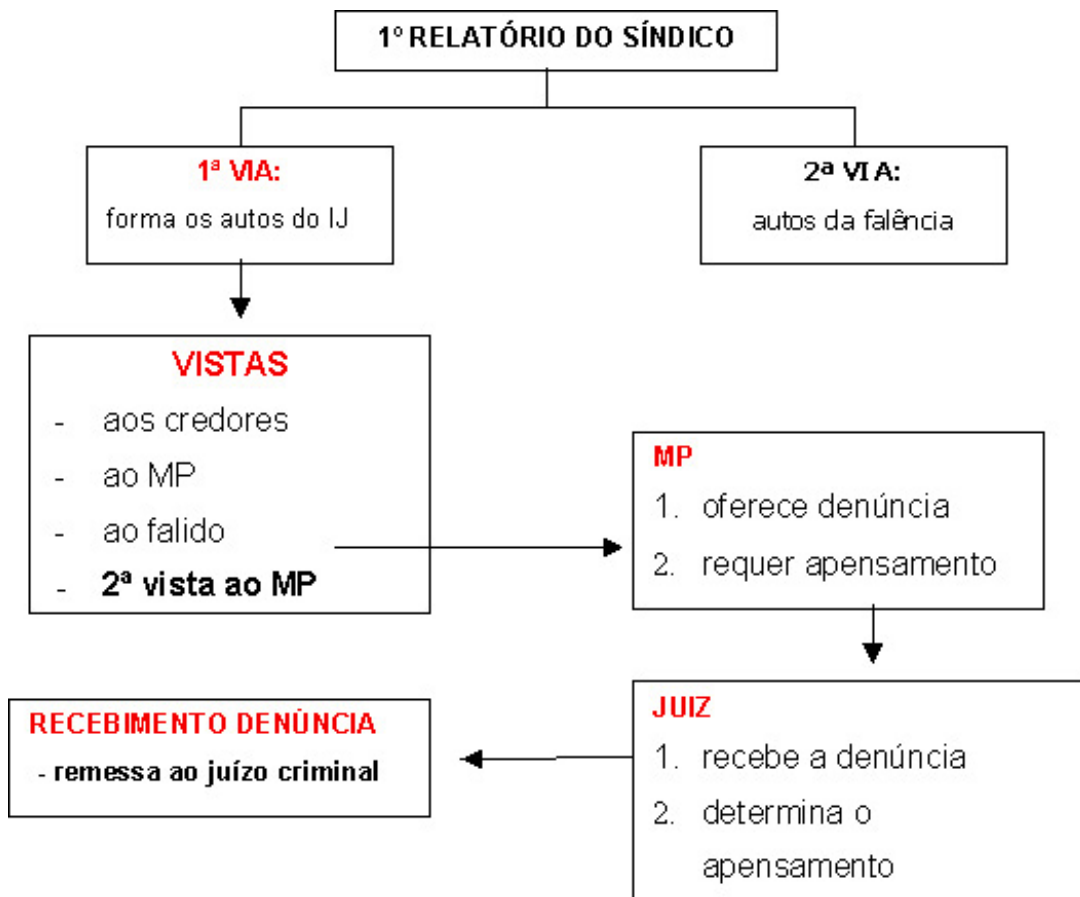 1º RELATÓRIO DO SÍNDICO
1ª VIA:
forma os autos do IJ
2ª VIA:
autos da falência
VISTAS
- aos credores
- ao MP
- ao falido
- 2ª vista ao MP
MP
1. oferece denúncia
2. requer apensamento
JUIZ
1. recebe a denúncia
2. determina o
apensamento
RECEBIMENTO DENÚNCIA
- remessa ao juízo criminal